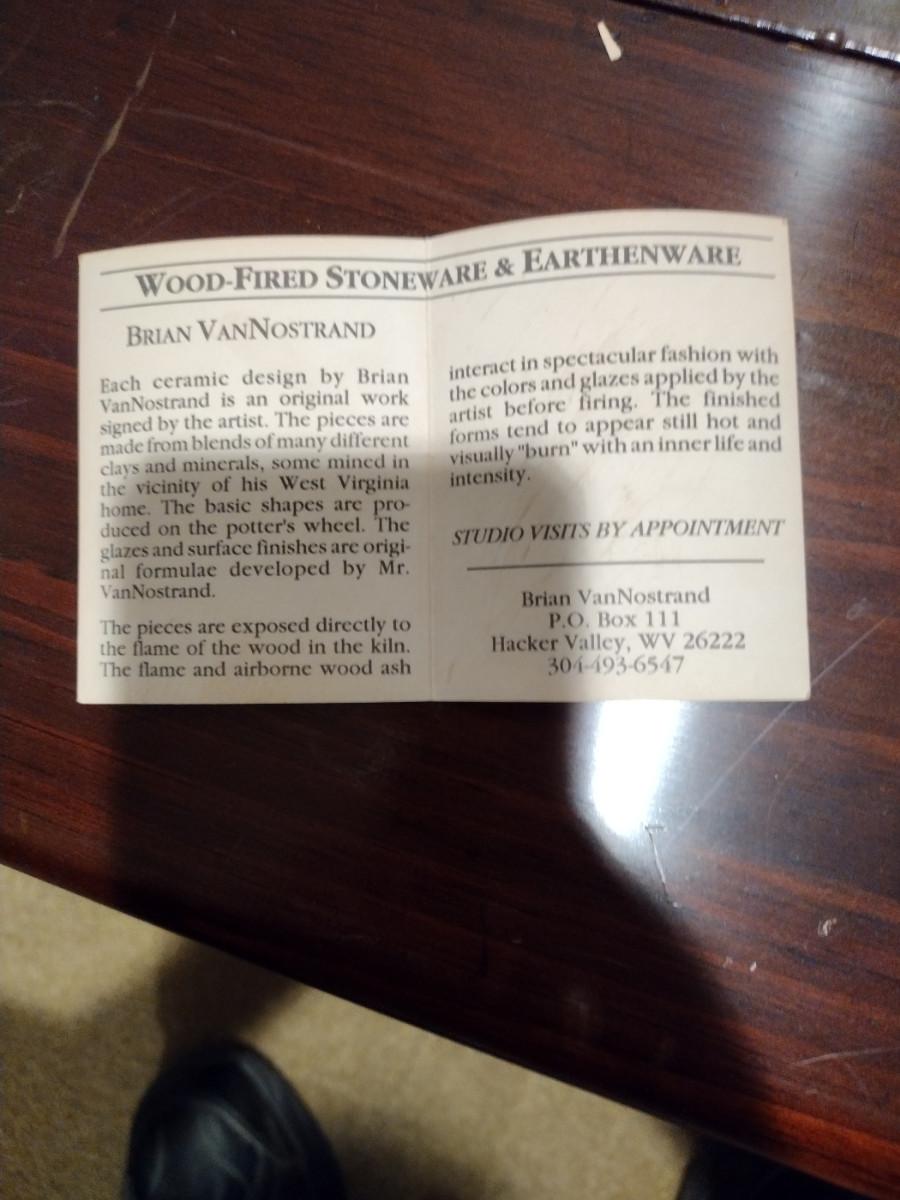 WOOD-FIRED STONEWARE & EARTHENWARE
BRIAN VANNOSTRAND
Each ceramic design by Brian
VanNostrand is an original work
signed by the artist. The pieces are
made from blends of many different
clays and minerals, some mined in
the vicinity of his West Virginia
home. The basic shapes are pro-
duced on the potter's wheel. The
glazes and surface finishes are origi-
nal formulae developed by Mr.
VanNostrand.
The pieces are exposed directly to
the flame of the wood in the kiln.
The flame and airborne wood ash
interact in spectacular fashion with
the colors and glazes applied by the
artist before firing. The finished
forms tend to appear still hot and
visually "burn" with an inner life and
intensity.
STUDIO VISITS BY APPOINTMENT
Brian VanNostrand
P.O. Box 111
Hacker Valley, WV 26222
304-493-6547